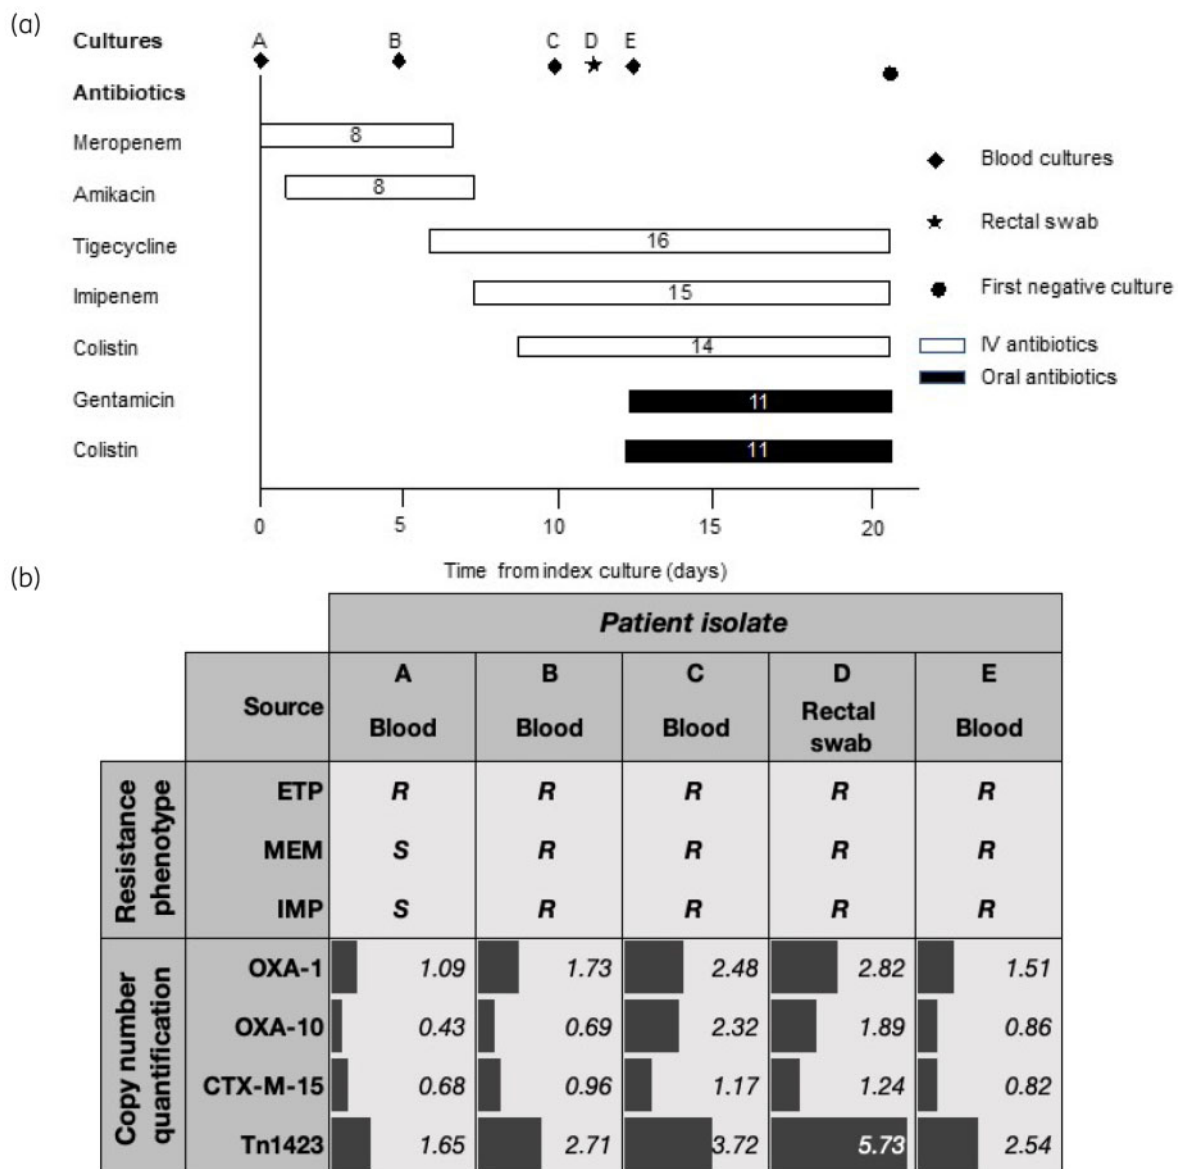 (a)
Cultures A B C D E
Antibiotics
Meropenem 8
Amikacin 8
Tigecycline 16
Imipenem 15
Colistin 14
Gentamicin 11
Colistin 11
Blood cultures
Rectal swab
First negative culture
IV antibiotics
Oral antibiotics
0 5 10 15 20
Time from index culture (days)
(b)
Patient isolate
Source
A
Blood
B
Blood
C
Blood
D
Rectal
swab
E
Blood
Resistance
phenotype
ETP R R R R R
MEM S R R R R
IMP S R R R R
Copy number
quantification
OXA-1 1.09 1.73 2.48 2.82 1.51
OXA-10 0.43 0.69 2.32 1.89 0.86
CTX-M-15 0.68 0.96 1.17 1.24 0.82
Tn1423 1.65 2.71 3.72 5.73 2.54